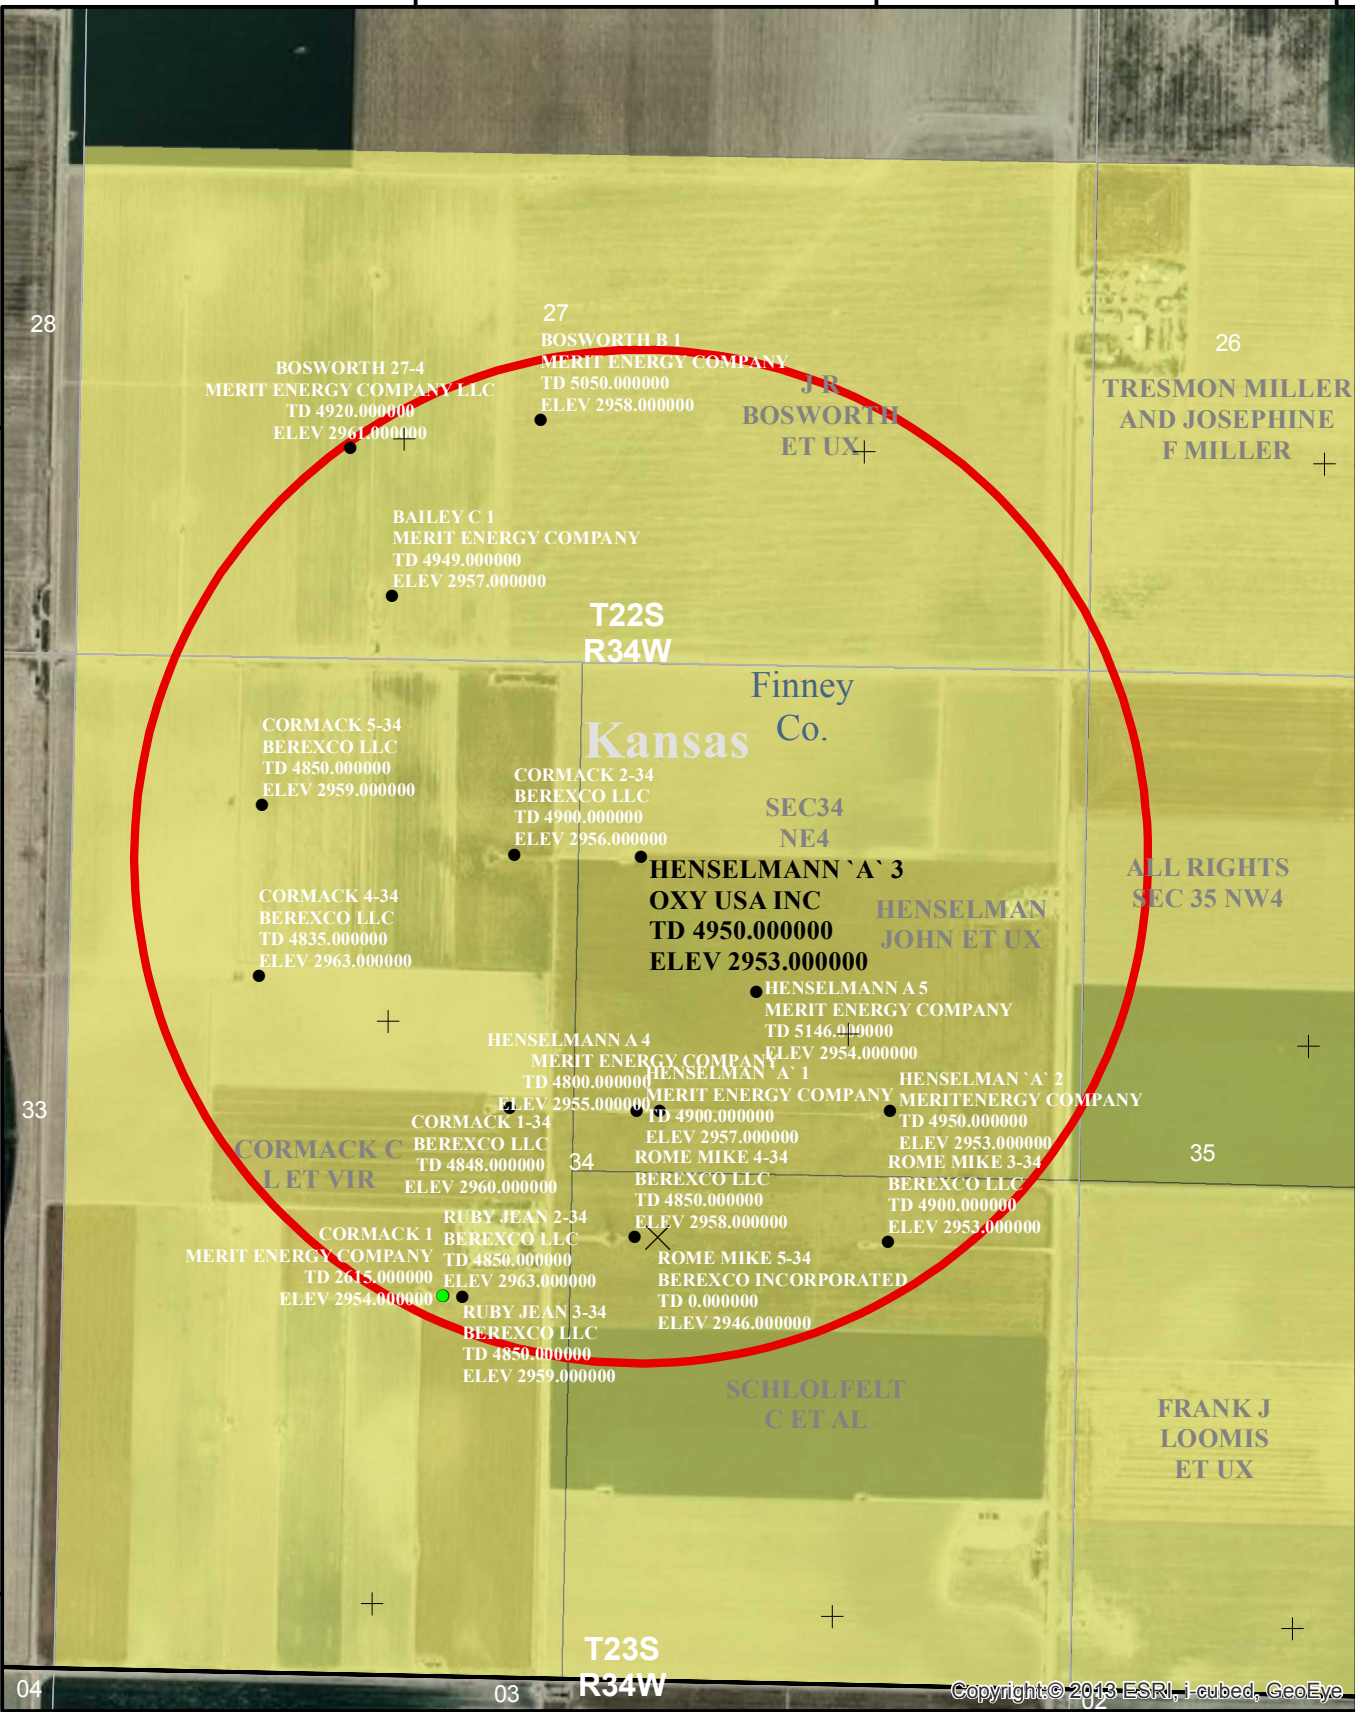 28
27
26
BOSWORTH B 1
MERIT ENERGY COMPANY
TD 5050.000000
ELEV 2958.000000
BOSWORTH 27-4
MERIT ENERGY COMPANY LLC
TD 4920.000000
ELEV 2961.000000
J R
BOSWORTH
ET UX
TRESMON MILLER
AND JOSEPHINE
F MILLER
BAILEY C 1
MERIT ENERGY COMPANY
TD 4949.000000
ELEV 2957.000000
T22S
R34W
Finney
Co.
Kansas
CORMACK 5-34
BEREXCO LLC
TD 4850.000000
ELEV 2959.000000
CORMACK 2-34
BEREXCO LLC
TD 4900.000000
ELEV 2956.000000
SEC34
NE4
HENSELMANN `A` 3
OXY USA INC
TD 4950.000000
ELEV 2953.000000
ALL RIGHTS
SEC 35 NW4
CORMACK 4-34
BEREXCO LLC
TD 4835.000000
ELEV 2963.000000
HENSELMAN
JOHN ET UX
HENSELMANN A 5
MERIT ENERGY COMPANY
TD 5146.000000
ELEV 2954.000000
HENSELMANN A 4
MERIT ENERGY COMPANY
TD 4800.000000
ELEV 2955.000000
HENSELMAN `A` 1
MERIT ENERGY COMPANY
TD 4900.000000
ELEV 2957.000000
HENSELMAN `A` 2
MERITENERGY COMPANY
TD 4950.000000
ELEV 2953.000000
33
CORMACK 1-34
BEREXCO LLC
TD 4848.000000
ELEV 2960.000000
CORMACK C
L ET VIR
34
35
ROME MIKE 4-34
BEREXCO LLC
TD 4850.000000
ELEV 2958.000000
ROME MIKE 3-34
BEREXCO LLC
TD 4900.000000
ELEV 2953.000000
RUBY JEAN 2-34
BEREXCO LLC
TD 4850.000000
ELEV 2963.000000
CORMACK 1
MERIT ENERGY COMPANY
TD 2615.000000
ELEV 2954.000000
ROME MIKE 5-34
BEREXCO INCORPORATED
TD 0.000000
ELEV 2946.000000
RUBY JEAN 3-34
BEREXCO LLC
TD 4850.000000
ELEV 2959.000000
SCHLOLFELT
C ET AL
FRANK J
LOOMIS
ET UX
T23S
R34W
04
03
02
Copyright:© 2013 ESRI, i-cubed, GeoEye